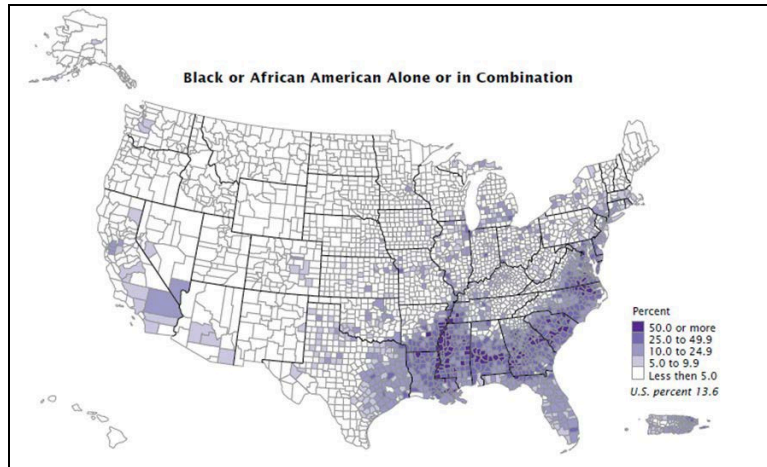 Black or African American Alone or in Combination
Percent
50.0 or more
25.0 to 49.9
10.0 to 24.9
5.0 to 9.9
Less then 5.0
U.S. percent 13.6